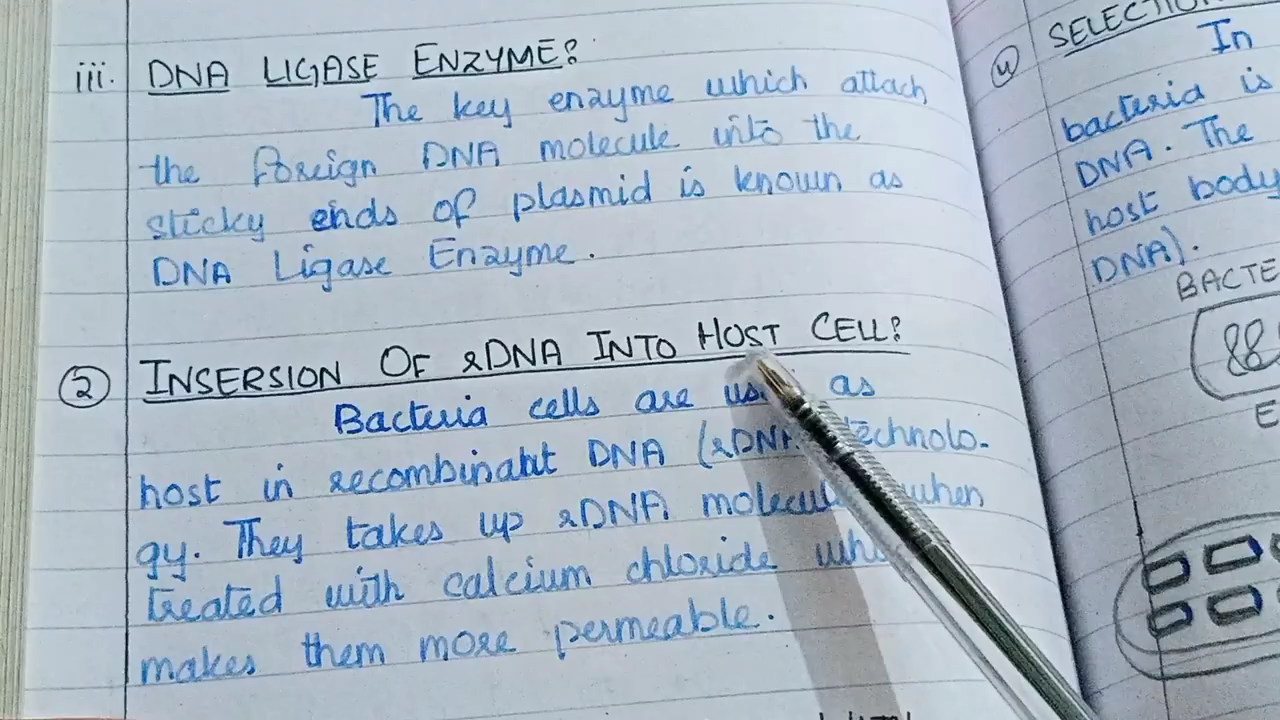 iii. DNA LIGASE ENZYME:
The key enzyme which attach
the foreign DNA molecule into the
sticky ends of plasmid is known as
DNA Ligase Enzyme.
② INSERSION OF rDNA INTO HOST CELL:
Bacteria cells are as
host in recombinant DNA (rDNA technolo-
gy. They takes up rDNA when
treated with calcium chloride
makes them more permeable.
④ SELECTION
In
bacteria is
DNA. The
host body
DNA).
BACTE
E